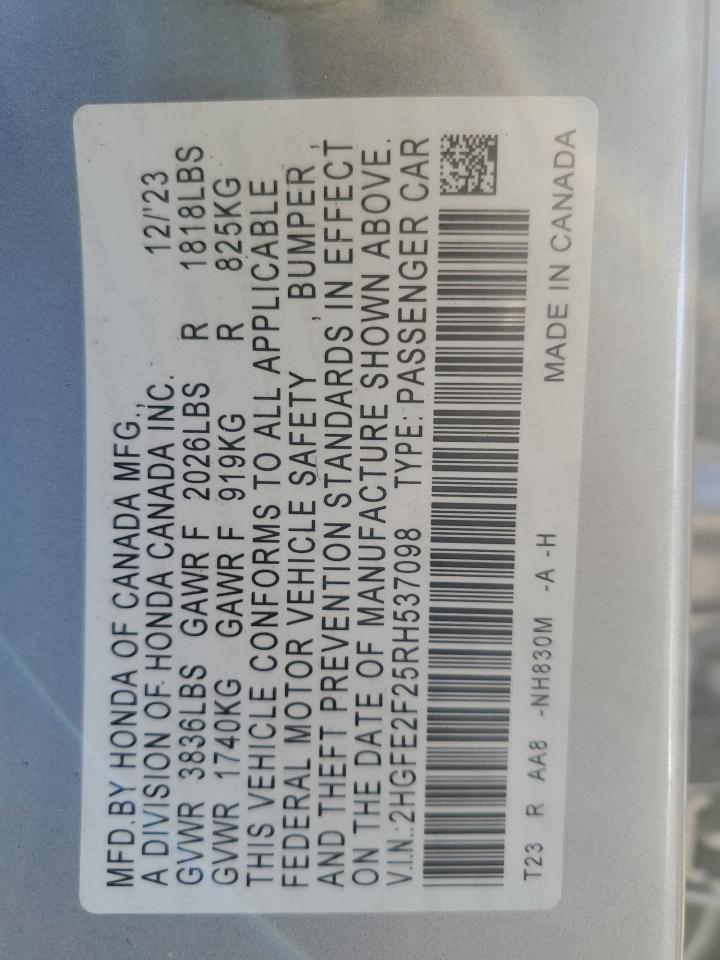 MFD.BY HONDA OF CANADA MFG.,
A DIVISION OF HONDA CANADA INC. 12/'23
GVWR 3836LBS GAWR F 2026LBS R 1818LBS
GVWR 1740KG GAWR F 919KG R 825KG
THIS VEHICLE CONFORMS TO ALL APPLICABLE
FEDERAL MOTOR VEHICLE SAFETY , BUMPER ,
AND THEFT PREVENTION STANDARDS IN EFFECT
ON THE DATE OF MANUFACTURE SHOWN ABOVE.
V.I.N.:2HGFE2F25RH537098 TYPE: PASSENGER CAR
T23 R AA8 -NH830M -A -H MADE IN CANADA